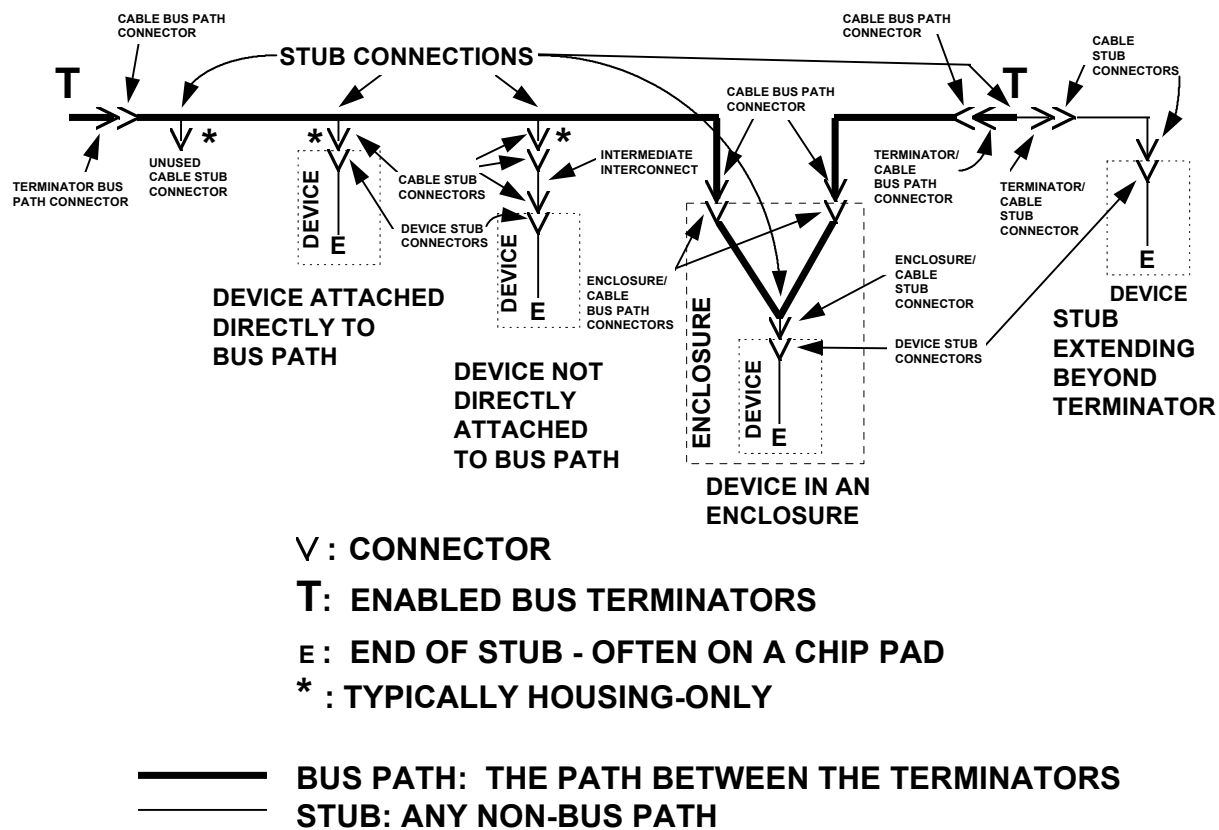 CABLE BUS PATH
CONNECTOR
STUB CONNECTIONS
CABLE BUS PATH
CONNECTOR
CABLE
STUB
CONNECTORS
T
T
CABLE BUS PATH
CONNECTOR
*
*
*
UNUSED
CABLE STUB
CONNECTOR
TERMINATOR BUS
PATH CONNECTOR
CABLE STUB
CONNECTORS
INTERMEDIATE
INTERCONNECT
TERMINATOR/
CABLE
BUS PATH
CONNECTOR
TERMINATOR/
CABLE
STUB
CONNECTOR
DEVICE
E
DEVICE STUB
CONNECTORS
DEVICE
E
ENCLOSURE/
CABLE
BUS PATH
CONNECTORS
ENCLOSURE/
CABLE
STUB
CONNECTOR
E
DEVICE
DEVICE ATTACHED
DIRECTLY TO
BUS PATH
ENCLOSURE
DEVICE
E
DEVICE STUB
CONNECTORS
STUB
EXTENDING
BEYOND
TERMINATOR
DEVICE NOT
DIRECTLY
ATTACHED
TO BUS PATH
DEVICE IN AN
ENCLOSURE
: CONNECTOR
T: ENABLED BUS TERMINATORS
E : END OF STUB - OFTEN ON A CHIP PAD
* : TYPICALLY HOUSING-ONLY
BUS PATH: THE PATH BETWEEN THE TERMINATORS
STUB: ANY NON-BUS PATH